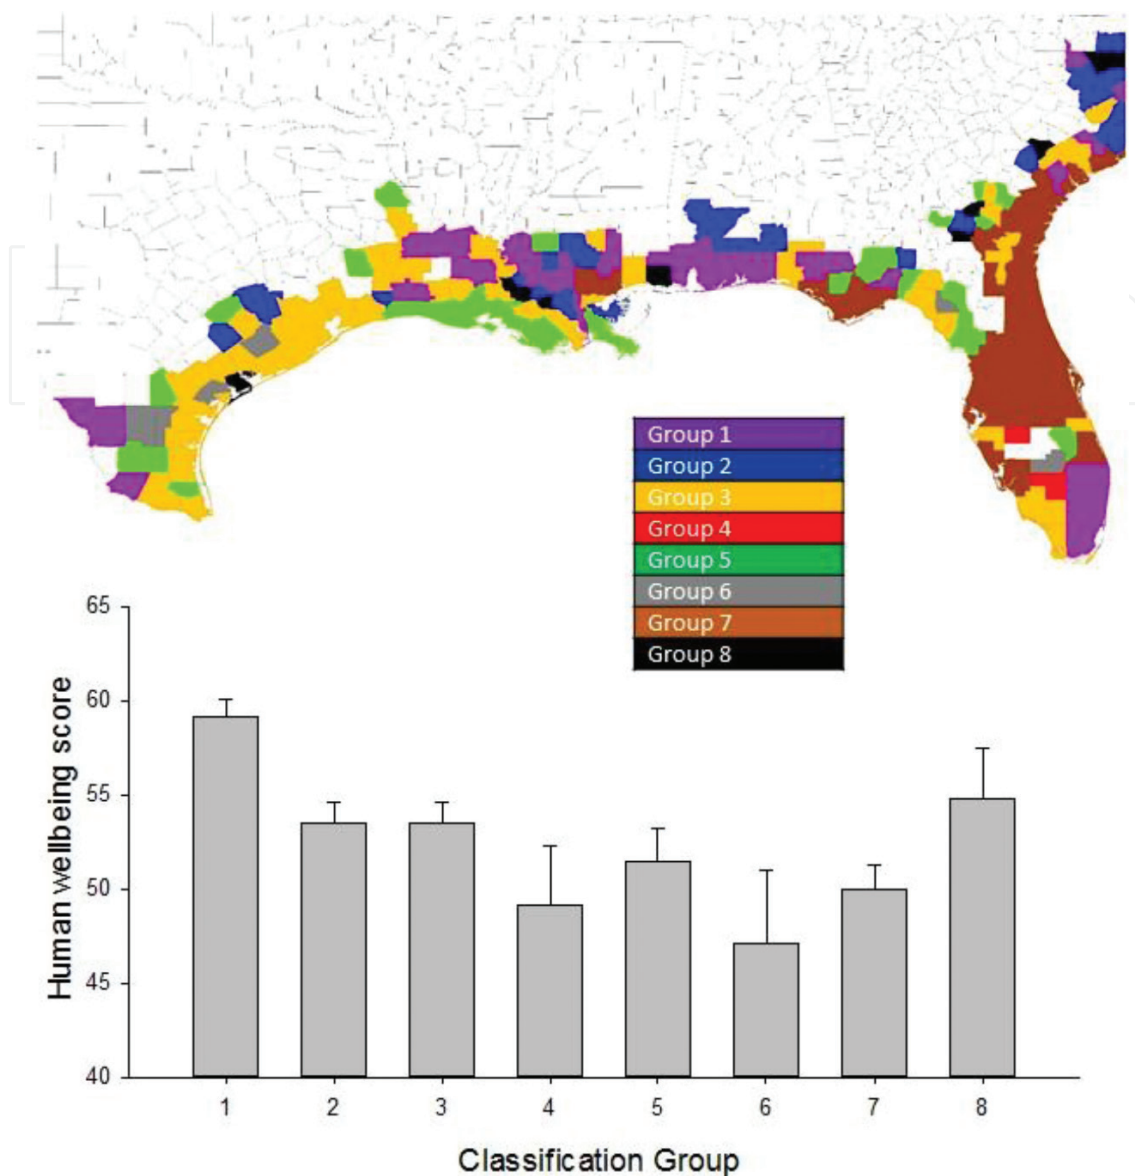 Group 1
Group 2
Group 3
Group 4
Group 5
Group 6
Group 7
Group 8
65
60
55
50
45
40
Human wellbeing score
1 2 3 4 5 6 7 8
Classification Group